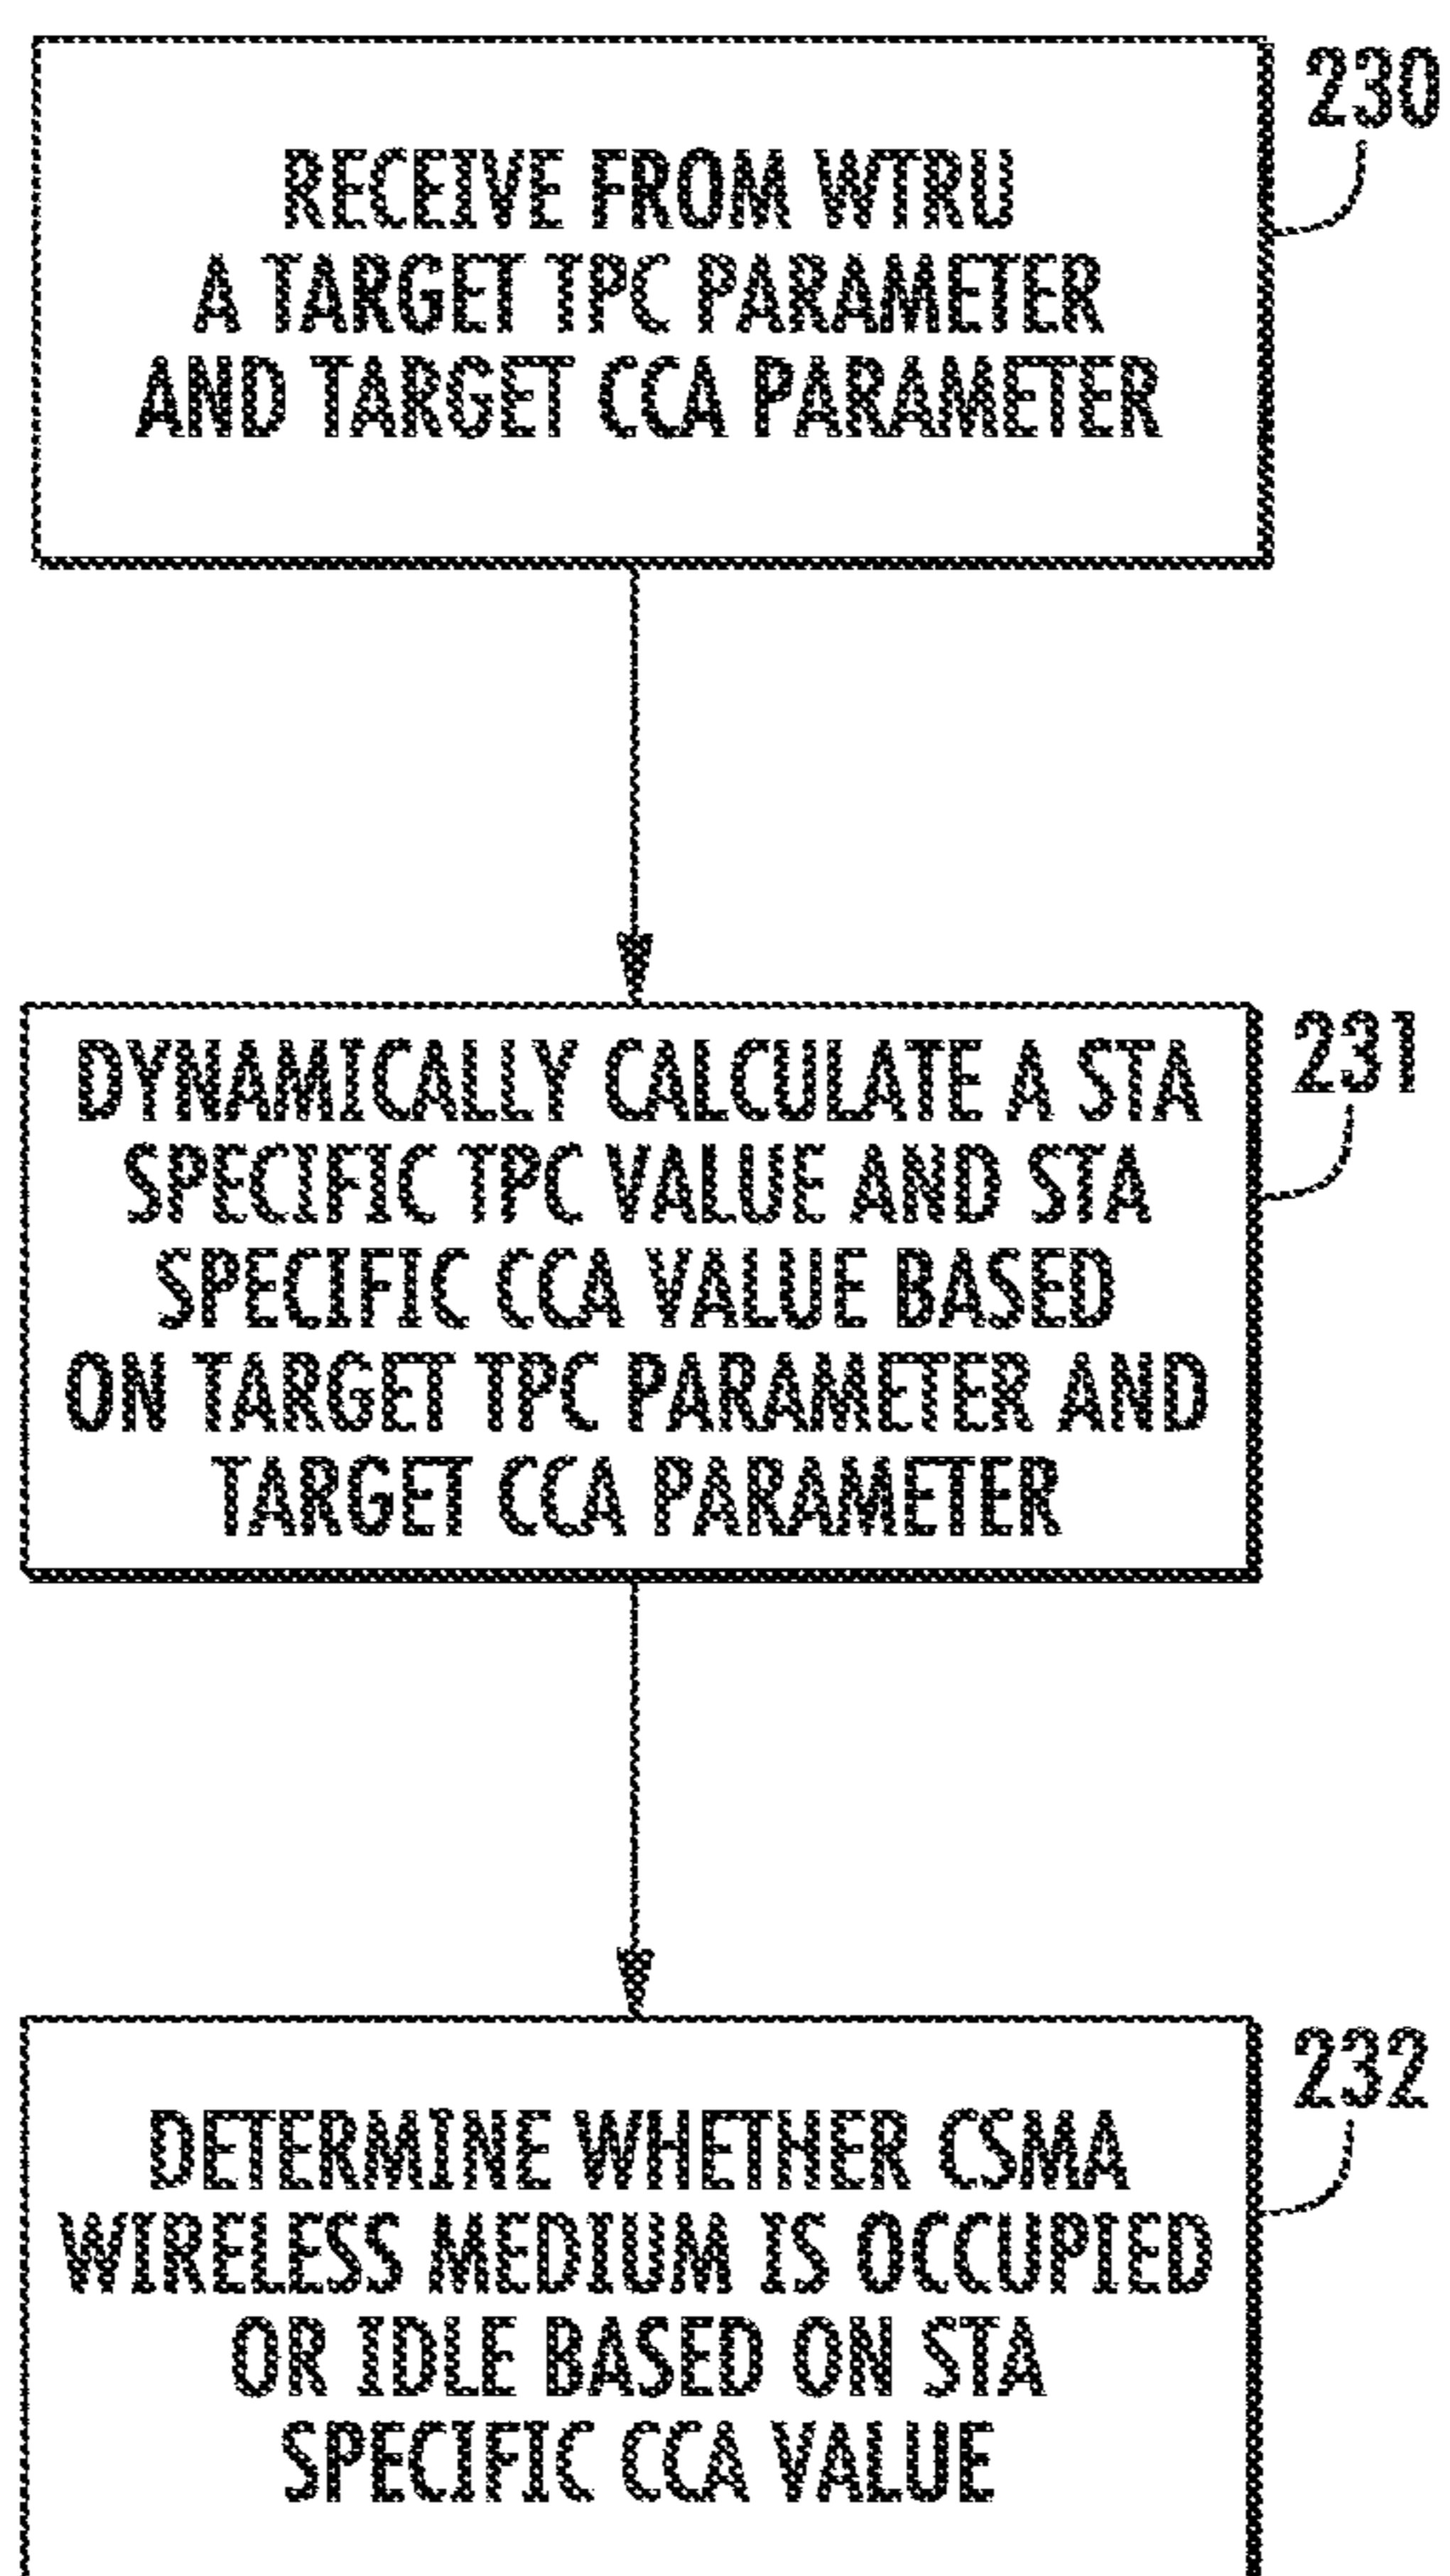 230
RECEIVE FROM WTRU
A TARGET TPC PARAMETER
AND TARGET CCA PARAMETER
231
DYNAMICALLY CALCULATE A STA
SPECIFIC TPC VALUE AND STA
SPECIFIC CCA VALUE BASED
ON TARGET TPC PARAMETER AND
TARGET CCA PARAMETER
232
DETERMINE WHETHER CSMA
WIRELESS MEDIUM IS OCCUPIED
OR IDLE BASED ON STA
SPECIFIC CCA VALUE